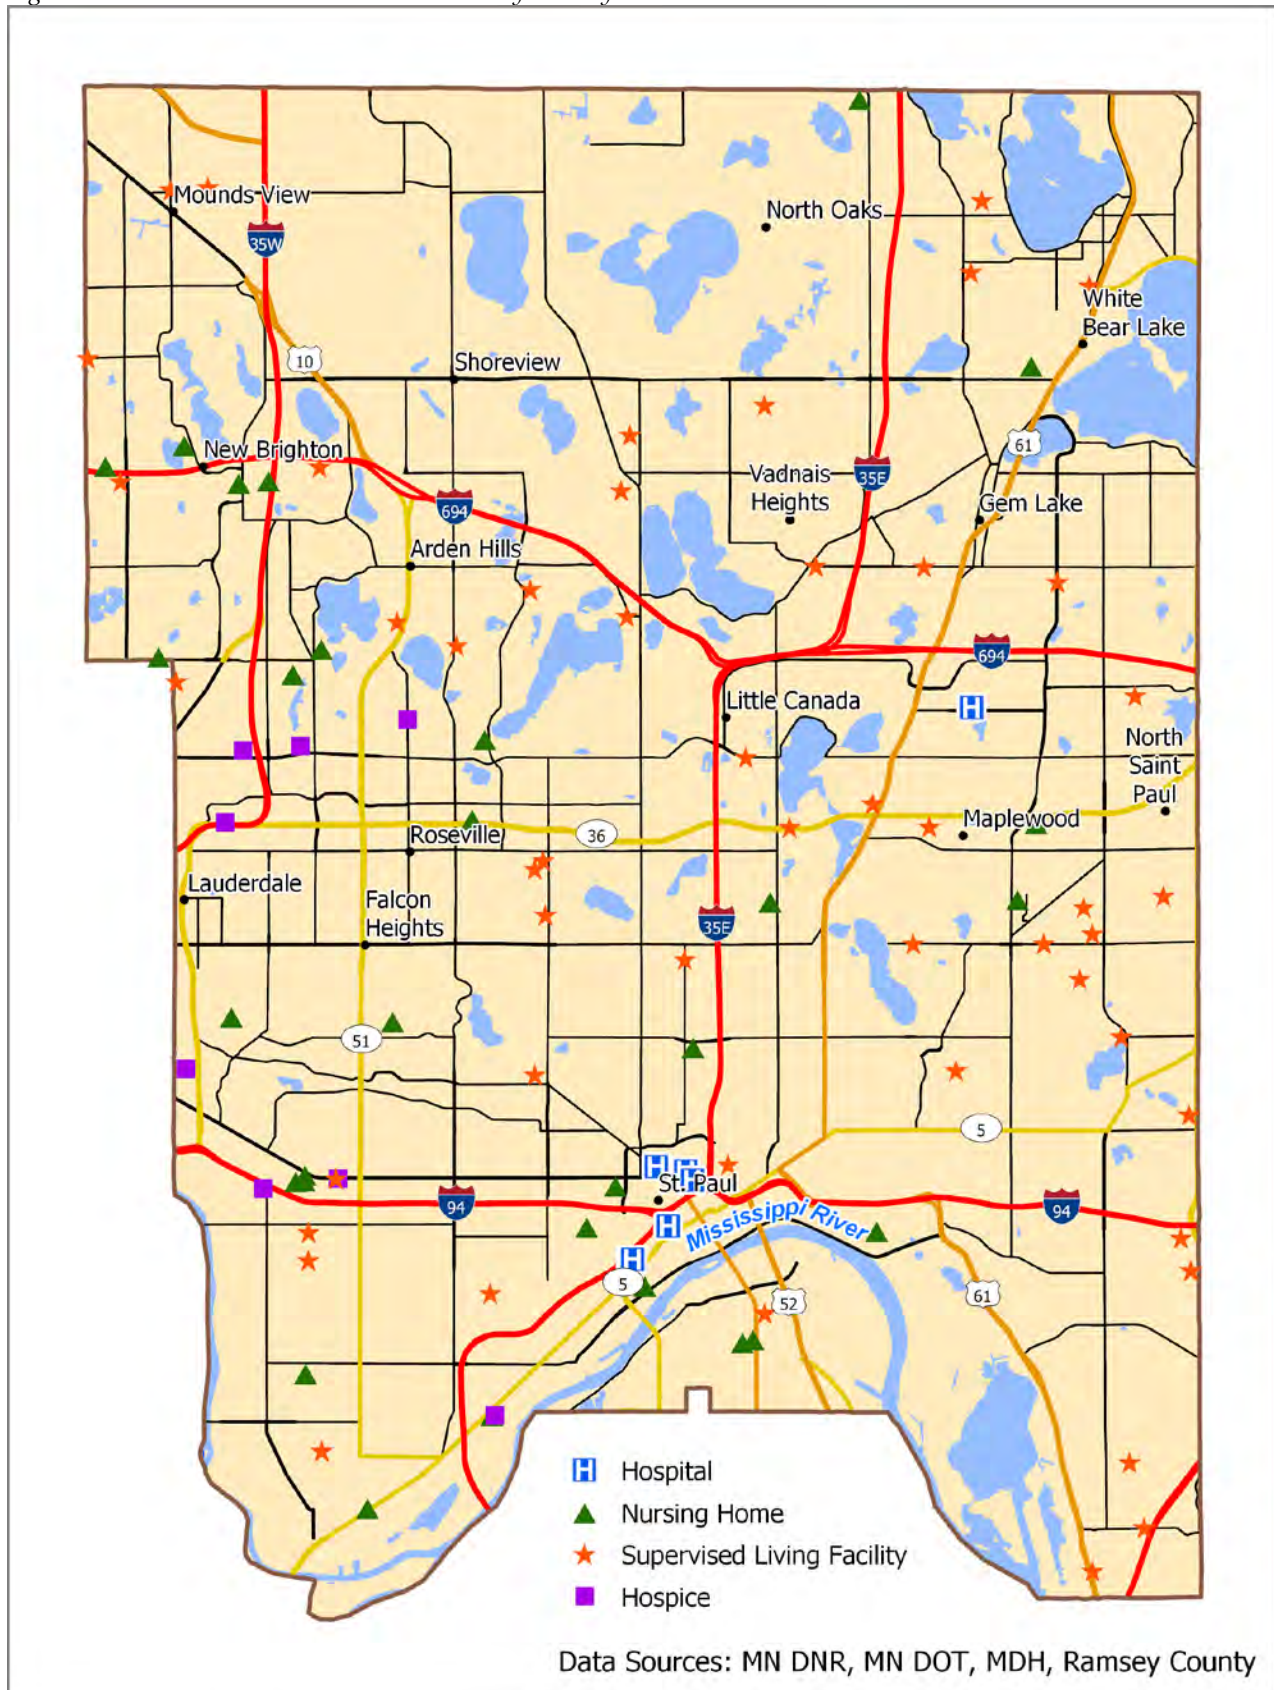 Mounds View
North Oaks
35W
White
Bear Lake
10
Shoreview
61
New Brighton
Vadnais
Heights
35E
Gem Lake
694
Arden Hills
694
Little Canada
H
North
Saint
Paul
Maplewood
Roseville
36
Lauderdale
Falcon
Heights
35E
51
5
H
H
H
St. Paul
94
94
H
Mississippi River
H
5
52
61
H Hospital
Nursing Home
Supervised Living Facility
Hospice
Data Sources: MN DNR, MN DOT, MDH, Ramsey County